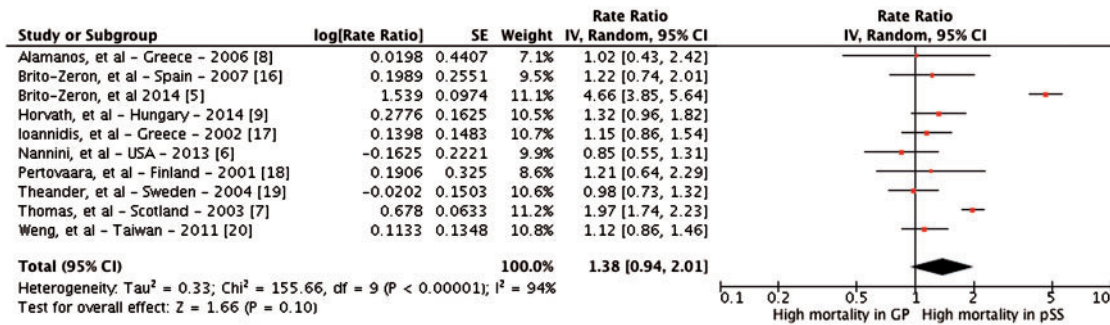 Rate Ratio Rate Ratio
Study or Subgroup log[Rate Ratio] SE Weight IV, Random, 95% CI IV, Random, 95% CI
Alamanos, et al - Greece - 2006 [8] 0.0198 0.4407 7.1% 1.02 [0.43, 2.42]
Brito-Zeron, et al - Spain - 2007 [16] 0.1989 0.2551 9.5% 1.22 [0.74, 2.01]
Brito-Zeron, et al 2014 [5] 1.539 0.0974 11.1% 4.66 [3.85, 5.64]
Horvath, et al - Hungary - 2014 [9] 0.2776 0.1625 10.5% 1.32 [0.96, 1.82]
Ioannidis, et al - Greece - 2002 [17] 0.1398 0.1483 10.7% 1.15 [0.86, 1.54]
Nannini, et al - USA - 2013 [6] -0.1625 0.2221 9.9% 0.85 [0.55, 1.31]
Pertovaara, et al - Finland - 2001 [18] 0.1906 0.325 8.6% 1.21 [0.64, 2.29]
Theander, et al - Sweden - 2004 [19] -0.0202 0.1503 10.6% 0.98 [0.73, 1.32]
Thomas, et al - Scotland - 2003 [7] 0.678 0.0633 11.2% 1.97 [1.74, 2.23]
Weng, et al - Taiwan - 2011 [20] 0.1133 0.1348 10.8% 1.12 [0.86, 1.46]
Total (95% CI) 100.0% 1.38 [0.94, 2.01]
Heterogeneity: Tau² = 0.33; Chi² = 155.66, df = 9 (P < 0.00001); I² = 94%
Test for overall effect: Z = 1.66 (P = 0.10)
0.1 0.2 0.5 1 2 5 10
High mortality in GP High mortality in pSS